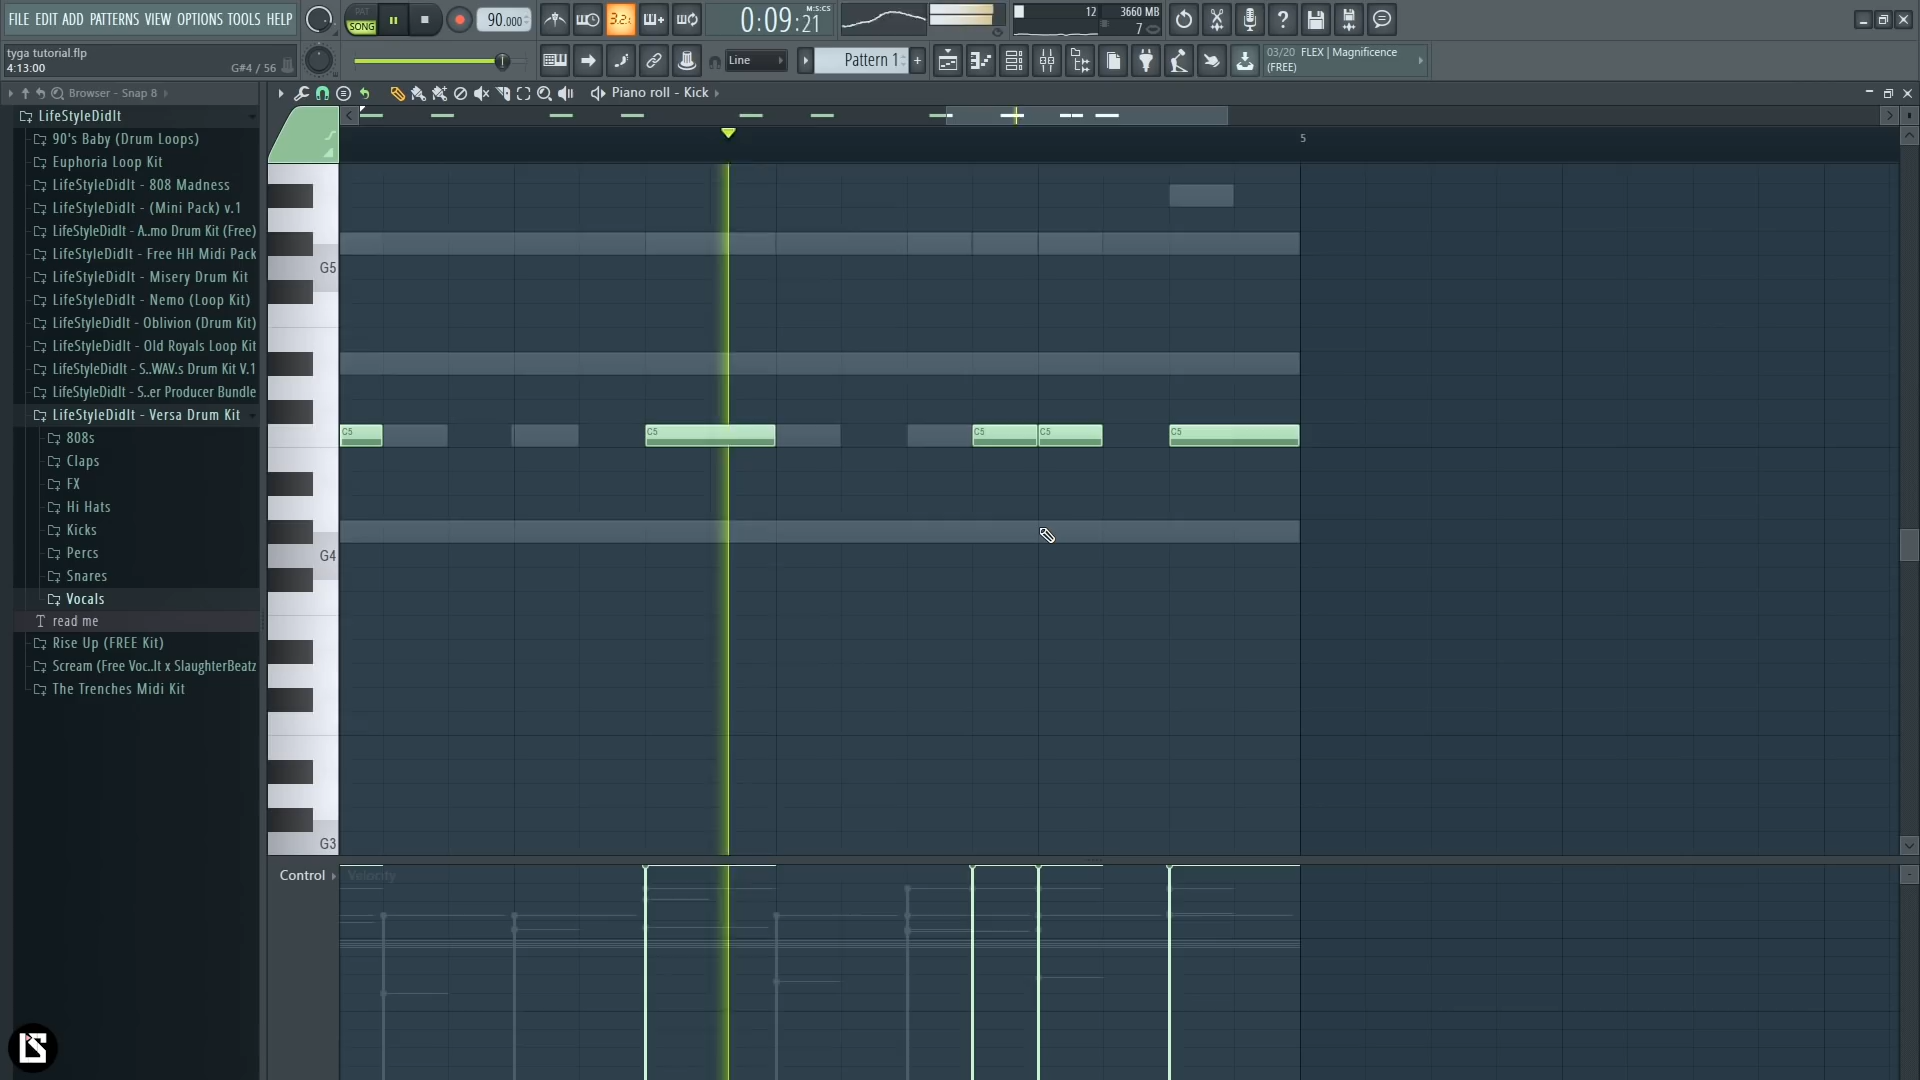 FILE EDIT ADD PATTERNS VIEW OPTIONS TOOLS HELP
PAT
SONG
90.000
3.2.
0:09:21
M:S:CS
12
3660 MB
7
tyga tutorial.flp
4:13:00
G#4 / 56
Line
Pattern 1
+
03/20 FLEX | Magnificence
(FREE)
Browser - Snap 8
Piano roll - Kick
LifeStyleDidIt
90's Baby (Drum Loops)
Euphoria Loop Kit
LifeStyleDidIt - 808 Madness
LifeStyleDidIt - (Mini Pack) v.1
LifeStyleDidIt - A..mo Drum Kit (Free)
LifeStyleDidIt - Free HH Midi Pack
LifeStyleDidIt - Misery Drum Kit
LifeStyleDidIt - Nemo (Loop Kit)
LifeStyleDidIt - Oblivion (Drum Kit)
LifeStyleDidIt - Old Royals Loop Kit
LifeStyleDidIt - S..WAV.s Drum Kit V.1
LifeStyleDidIt - S..er Producer Bundle
LifeStyleDidIt - Versa Drum Kit
808s
Claps
FX
Hi Hats
Kicks
Percs
Snares
Vocals
read me
Rise Up (FREE Kit)
Scream (Free Voc..It x SlaughterBeatz
The Trenches Midi Kit
5
G5
C5
C5
C5
C5
C5
G4
G3
Control
Velocity
LS